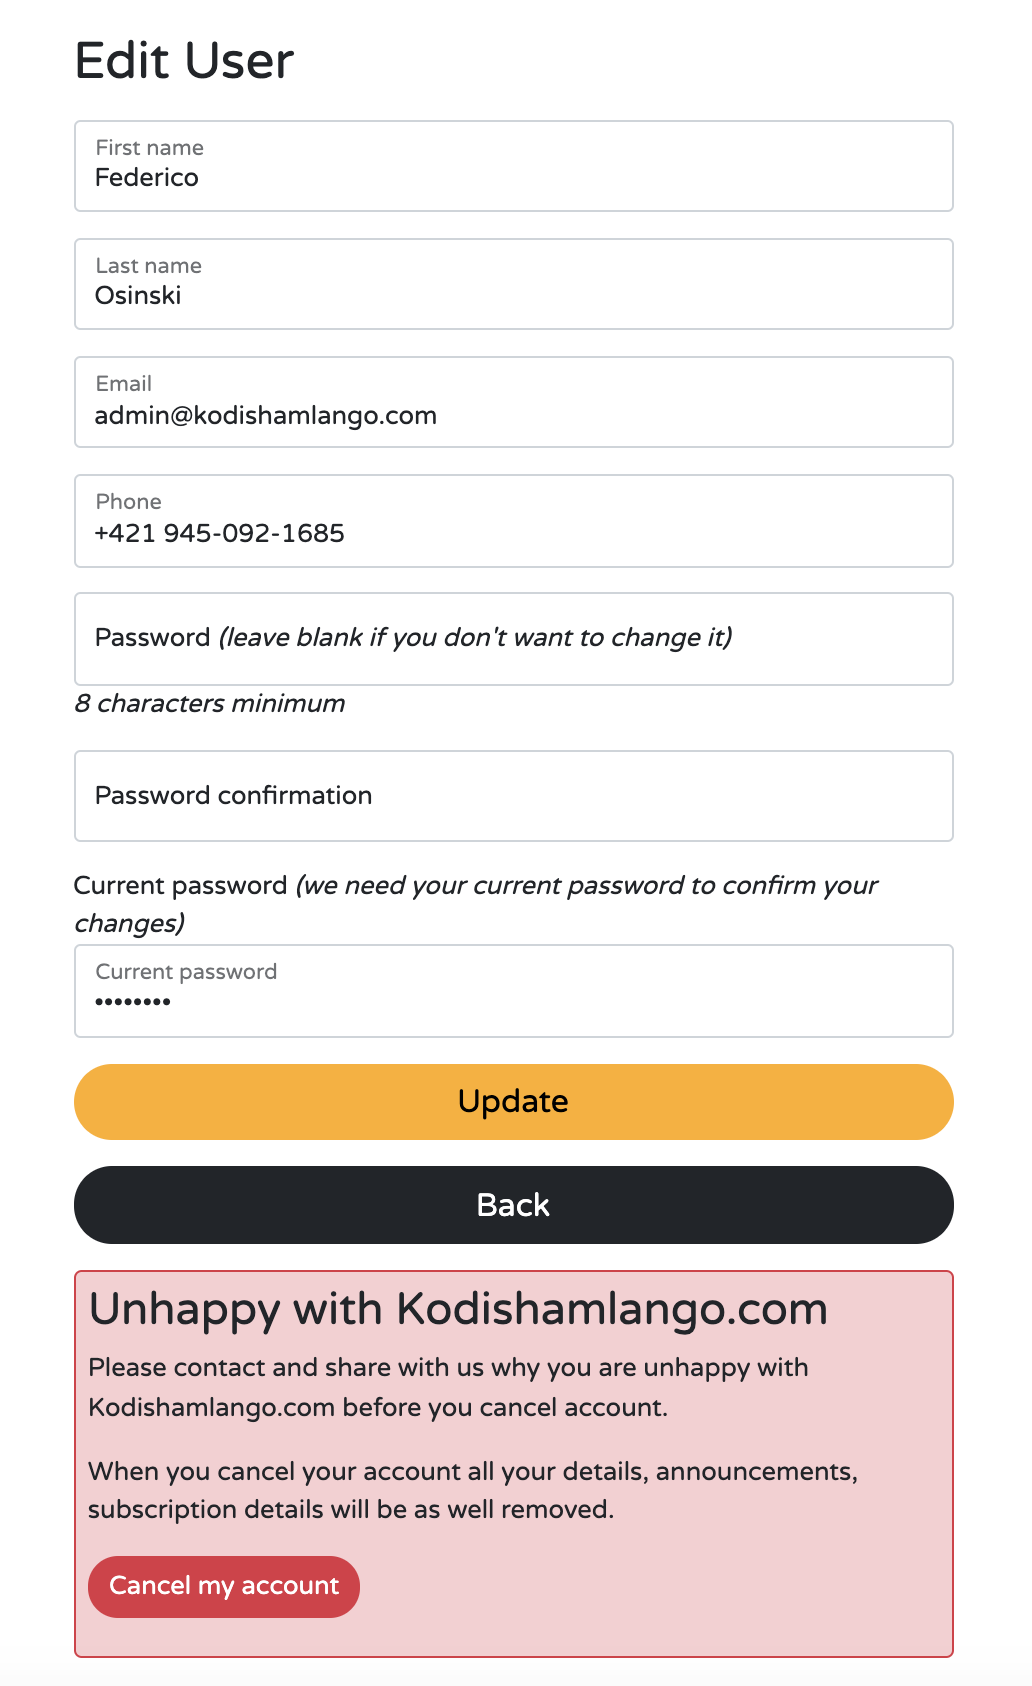 Edit User
First name
Federico
Last name
Osinski
Email
admin@kodishamlango.com
Phone
+421 945-092-1685
Password (leave blank if you don't want to change it)
8 characters minimum
Password confirmation
Current password (we need your current password to confirm your
changes)
Current password
••••••••
Update
Back
Unhappy with Kodishamlango.com
Please contact and share with us why you are unhappy with
Kodishamlango.com before you cancel account.
When you cancel your account all your details, announcements,
subscription details will be as well removed.
Cancel my account